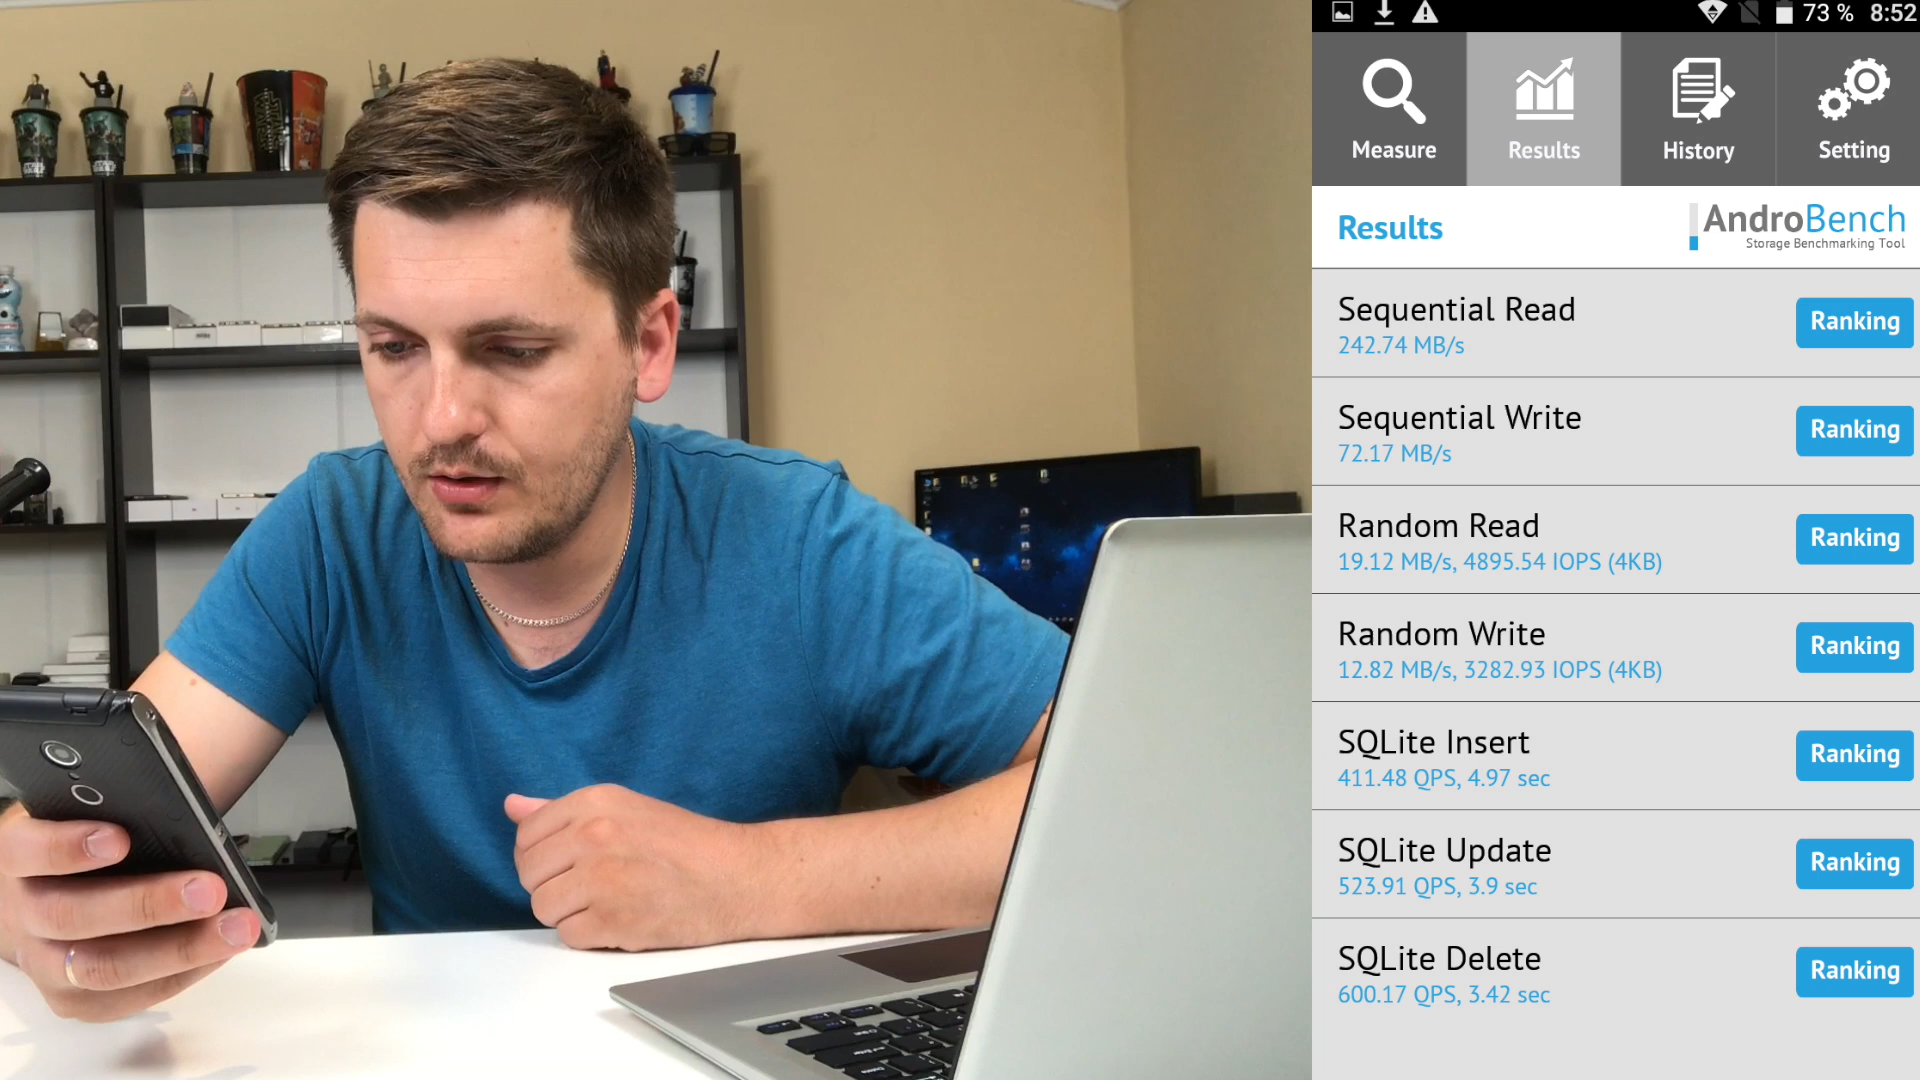 73 % 8:52
Measure
Results
History
Setting
Results
AndroBench
Storage Benchmarking Tool
Sequential Read
242.74 MB/s
Ranking
Sequential Write
72.17 MB/s
Ranking
Random Read
19.12 MB/s, 4895.54 IOPS (4KB)
Ranking
Random Write
12.82 MB/s, 3282.93 IOPS (4KB)
Ranking
SQLite Insert
411.48 QPS, 4.97 sec
Ranking
SQLite Update
523.91 QPS, 3.9 sec
Ranking
SQLite Delete
600.17 QPS, 3.42 sec
Ranking